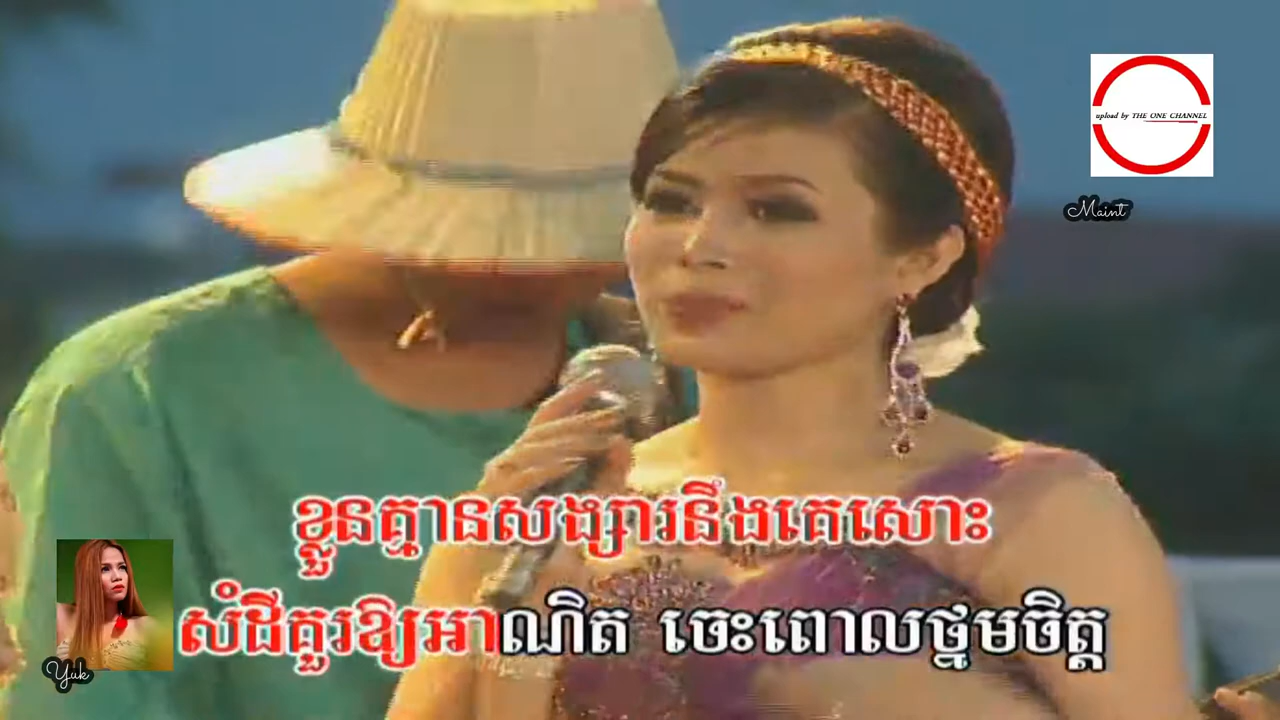 upload by THE ONE CHANNEL
Maint
ខ្លួនគ្មានសង្សារនឹងគេសោះ
សំដីគួរឱ្យអាណិត ចេះពោលថ្នមចិត្ត
Yuk